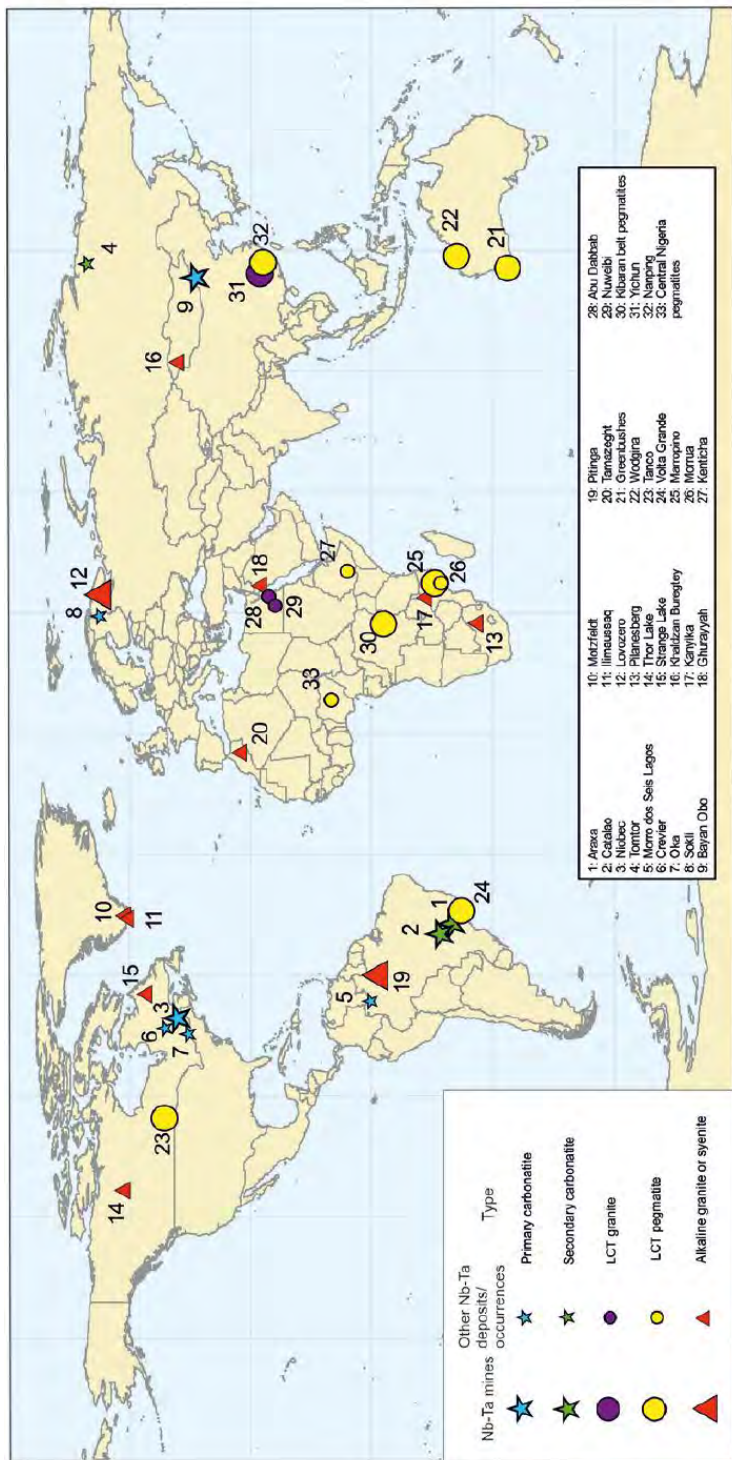 4
8
12
10
11
16
15
9
14
3
6
7
23
32
31
20
28
18
29
33
27
5
19
30
22
2
1
24
17
25
26
13
21
Nb-Ta mines
Other Nb-Ta
deposits/
occurrences
Type
Primary carbonatite
Secondary carbonatite
LCT granite
LCT pegmatite
Alkaline granite or syenite
1: Araxa
2: Catalao
3: Niobec
4: Tomtor
5: Morro dos Seis Lagos
6: Crevier
7: Oka
8: Sokli
9: Bayan Obo
10: Motzfeldt
11: Ilimaussaq
12: Lovozero
13: Pilanesberg
14: Thor Lake
15: Strange Lake
16: Khaldzan Buregtey
17: Kanyika
18: Ghurayyah
19: Pitinga
20: Tamazeght
21: Greenbushes
22: Wodgina
23: Tanco
24: Volta Grande
25: Marropino
26: Morrua
27: Kenticha
28: Abu Dabbab
29: Nuweibi
30: Kibaran belt pegmatites
31: Yichun
32: Nanping
33: Central Nigeria
pegmatites